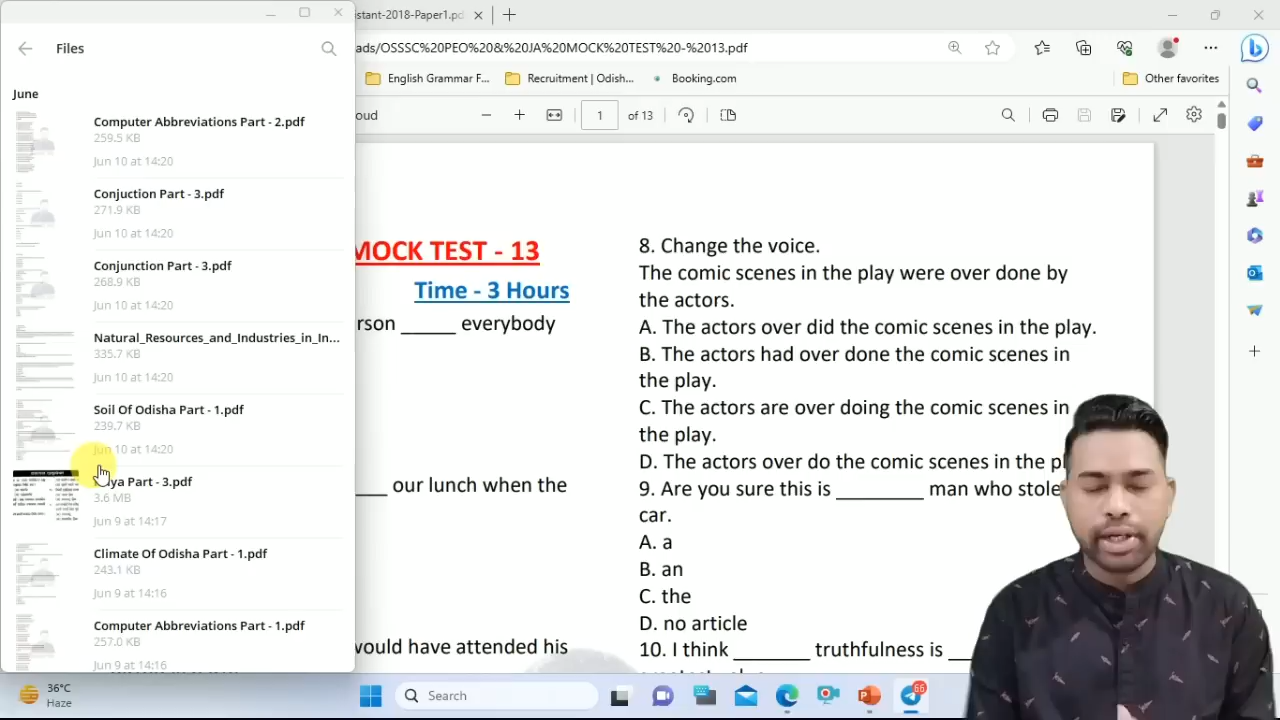 Files
June
Computer Abbreviations Part - 2.pdf
259.5 KB
Jun 10 at 14:20
Conjuction Part - 3.pdf
271.9 KB
Jun 10 at 14:20
Conjunction Part - 3.pdf
268.9 KB
Jun 10 at 14:20
Natural_Resources_and_Industries_in_In...
335.7 KB
Jun 10 at 14:20
Soil Of Odisha Part - 1.pdf
239.7 KB
Jun 10 at 14:20
Part - 3.pdf
3.6 MB
Jun 9 at 14:17
Climate Of Odisha Part - 1.pdf
243.1 KB
Jun 9 at 14:16
Computer Abbreviations Part - 1.pdf
257.0 KB
Jun 9 at 14:16
stant-2018-Paper1.pd
ads/OSSSC%20PEO%20&%20JA%20MOCK%20TEST%20-%2013.pdf
English Grammar F...
Recruitment | Odish...
Booking.com
Other favorites
oud
1 of 13
MOCK TEST - 13
Time - 3 Hours
rson _____ everybody
___ our lunch when the
would have attended his
8. Change the voice.
The comic scenes in the play were over done by
the actors.
A. The actors over did the comic scenes in the play.
B. The actors had over done the comic scenes in
the play.
C. The actors are over doing the comic scenes in
the play.
D. The actors over do the comic scenes in the pl
9. Are you sure this is ________ man who stole
car.
A. a
B. an
C. the
D. no article
10. I think _______ truthfulness is __
36°C
Haze
Search
66